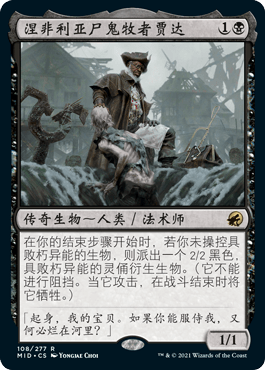 涅非利亚尸鬼牧者贾达 1
传奇生物～人类／法术师
在你的结束步骤开始时，若你未操控具
败朽异能的生物，则派出一个 2/2 黑色，
具败朽异能的灵俑衍生生物。（它不能
进行阻挡。当它攻击，在战斗结束时将
它牺牲。）
「起身，我的宝贝。如果你能服侍我，又
何必烂在河里？」
1/1
108/277 R
MID • CS YONGJAE CHOI
™ & © 2021 Wizards of the Coast